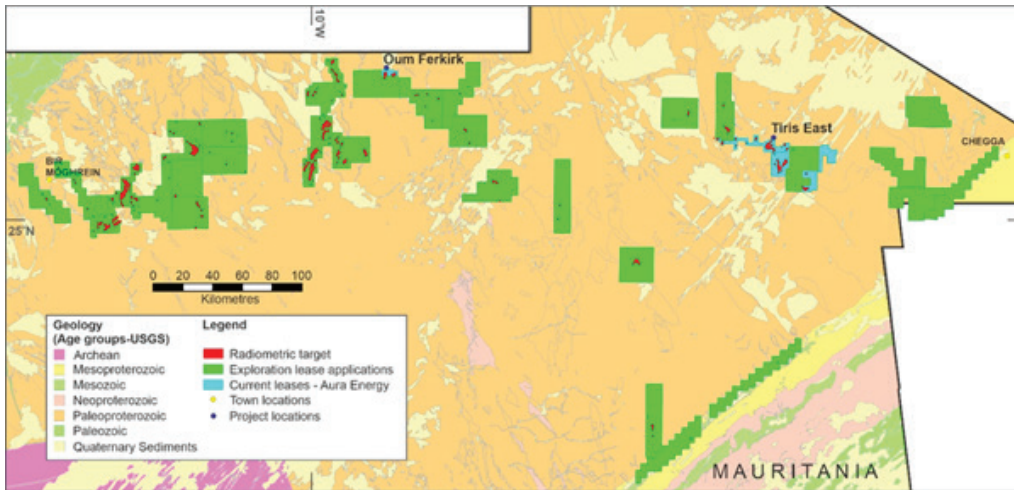 10°W
Oum Ferkirk
Tiris East
CHEGGA
BIR
MOGHREIN
25°N
0 20 40 60 80 100
Kilometres
Geology
(Age groups-USGS)
Archean
Mesoproterozoic
Mesozoic
Neoproterozoic
Paleoproterozoic
Paleozoic
Quaternary Sediments
Legend
Radiometric target
Exploration lease applications
Current leases - Aura Energy
Town locations
Project locations
MAURITANIA